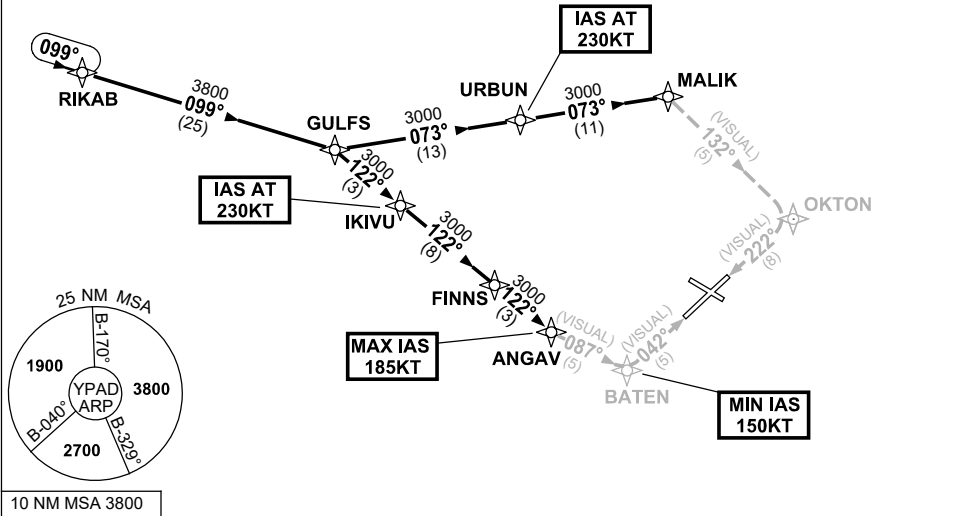 099°
RIKAB
3800
099°
(25)
GULFS
3000
073°
(13)
URBUN
IAS AT
230KT
3000
073°
(11)
MALIK
(VISUAL)
132°
(5)
OKTON
(VISUAL)
222°
(8)
3000
122°
(3)
IAS AT
230KT
IKIVU
3000
122°
(8)
FINNS
3000
122°
(3)
MAX IAS
185KT
ANGAV
(VISUAL)
087°
(5)
BATEN
(VISUAL)
042°
(5)
MIN IAS
150KT
25 NM MSA
B-170°
1900
3800
YPAD
ARP
B-040°
B-329°
2700
10 NM MSA 3800